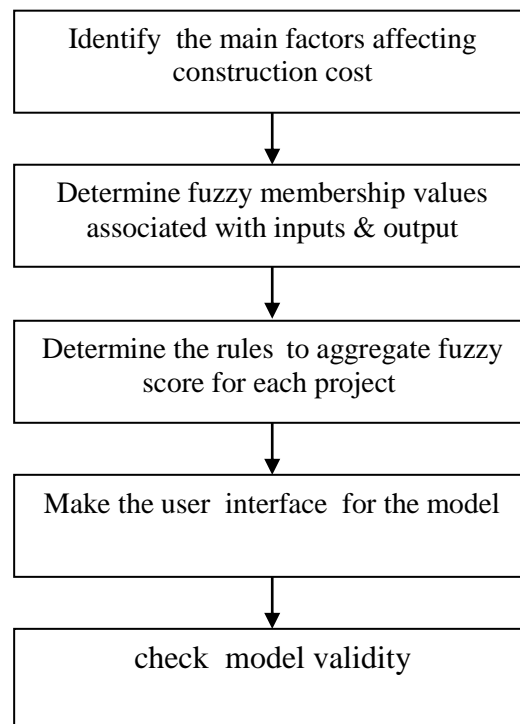 Identify the main factors affecting
construction cost
Determine fuzzy membership values
associated with inputs & output
Determine the rules to aggregate fuzzy
score for each project
Make the user interface for the model
check model validity